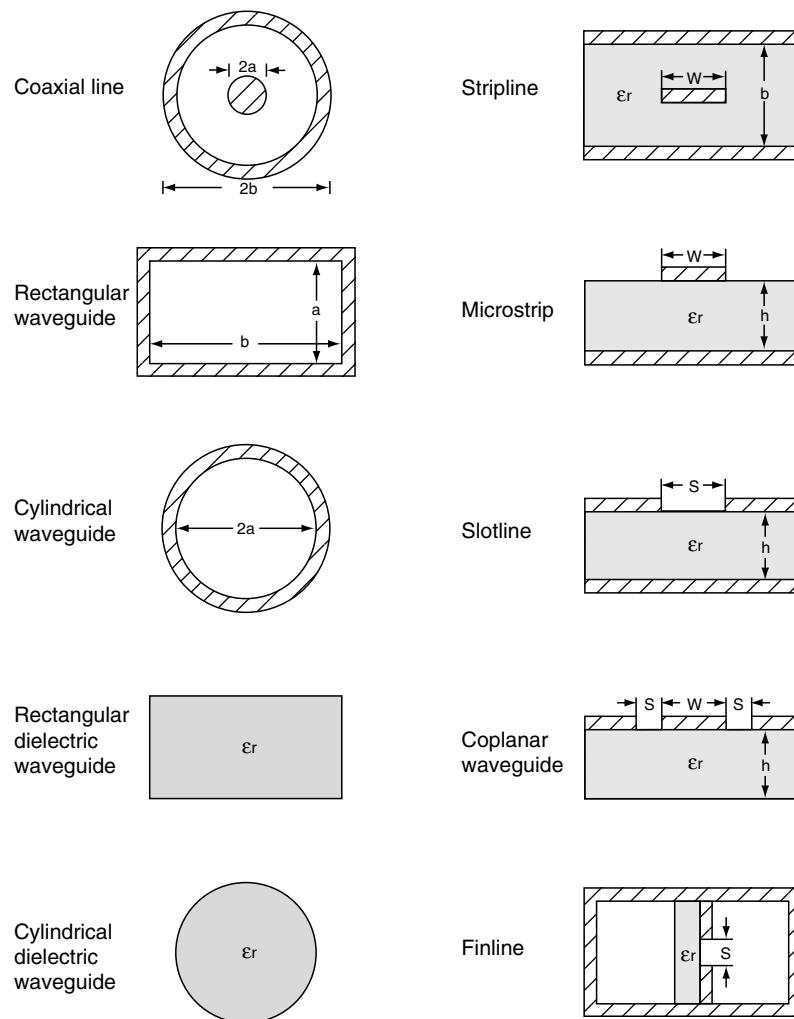 Coaxial line
2a
2b
Rectangular
waveguide
a
b
Cylindrical
waveguide
2a
Rectangular
dielectric
waveguide
εr
Cylindrical
dielectric
waveguide
εr
Stripline
W
εr
b
Microstrip
W
εr
h
Slotline
S
εr
h
Coplanar
waveguide
S W S
εr
h
Finline
εr
S